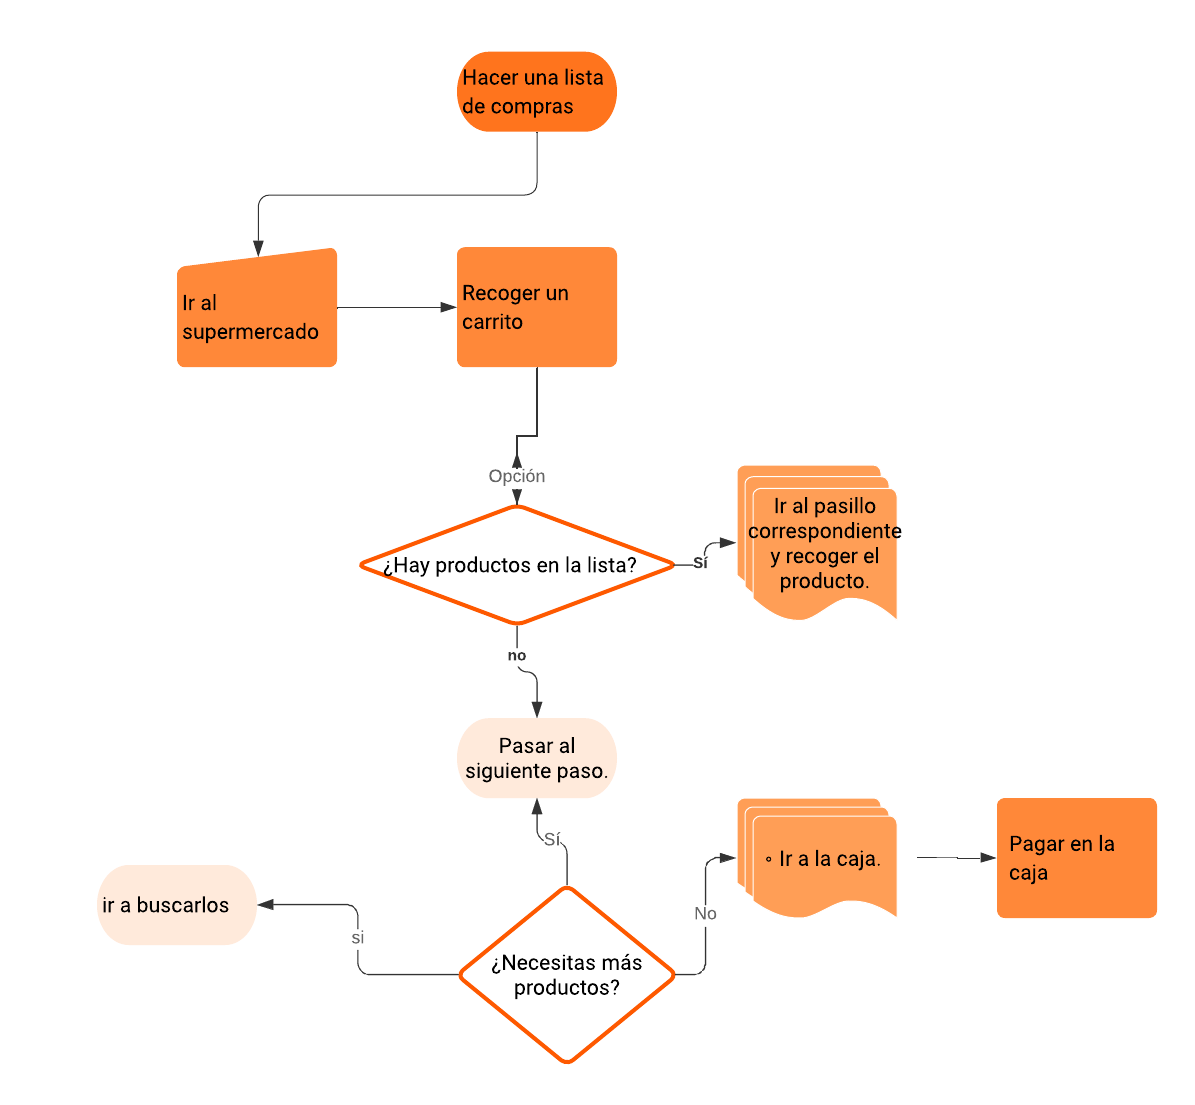 Hacer una lista
de compras
Ir al
supermercado
Recoger un
carrito
Opción
¿Hay productos en la lista?
Sí
Ir al pasillo
correspondiente
y recoger el
producto.
no
Pasar al
siguiente paso.
Sí
◦ Ir a la caja.
Pagar en la
caja
ir a buscarlos
si
No
¿Necesitas más
productos?